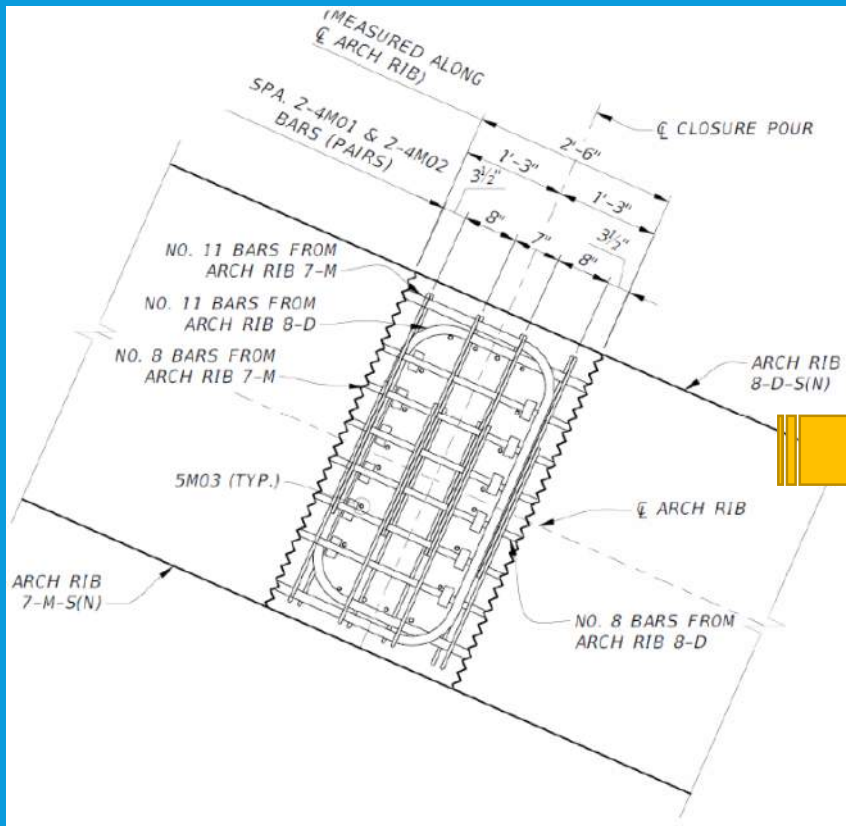 (MEASURED ALONG
℄ ARCH RIB)
SPA. 2-4M01 & 2-4M02
BARS (PAIRS)
℄ CLOSURE POUR
2'-6"
1'-3"
1'-3"
3½"
3½"
8"
7"
8"
NO. 11 BARS FROM
ARCH RIB 7-M
NO. 11 BARS FROM
ARCH RIB 8-D
NO. 8 BARS FROM
ARCH RIB 7-M
ARCH RIB
8-D-S(N)
5M03 (TYP.)
℄ ARCH RIB
ARCH RIB
7-M-S(N)
NO. 8 BARS FROM
ARCH RIB 8-D